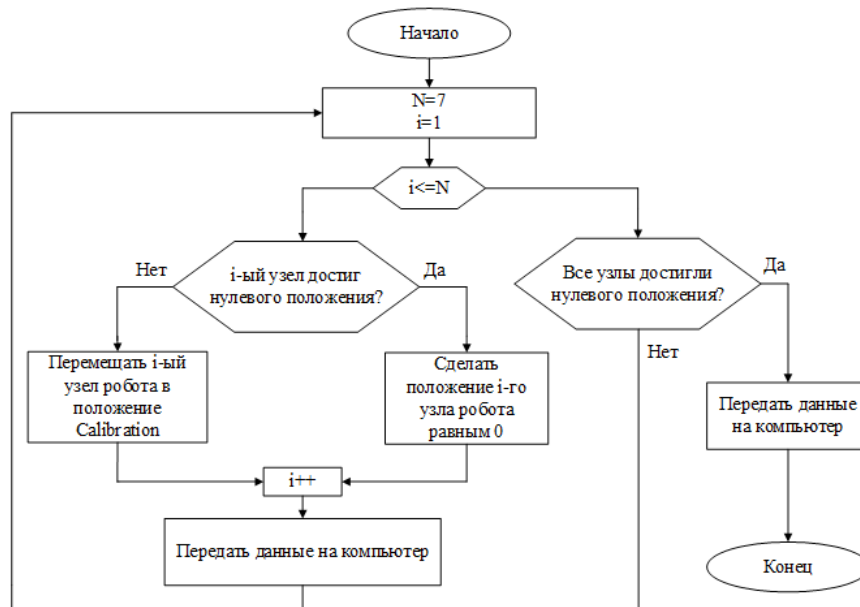 Начало
N=7
i=1
i<=N
i-ый узел достиг
нулевого положения?
Нет
Да
Все узлы достигли
нулевого положения?
Да
Нет
Перемещать i-ый
узел робота в
положение
Calibration
Сделать
положение i-го
узла робота
равным 0
Передать данные
на компьютер
i++
Передать данные на компьютер
Конец